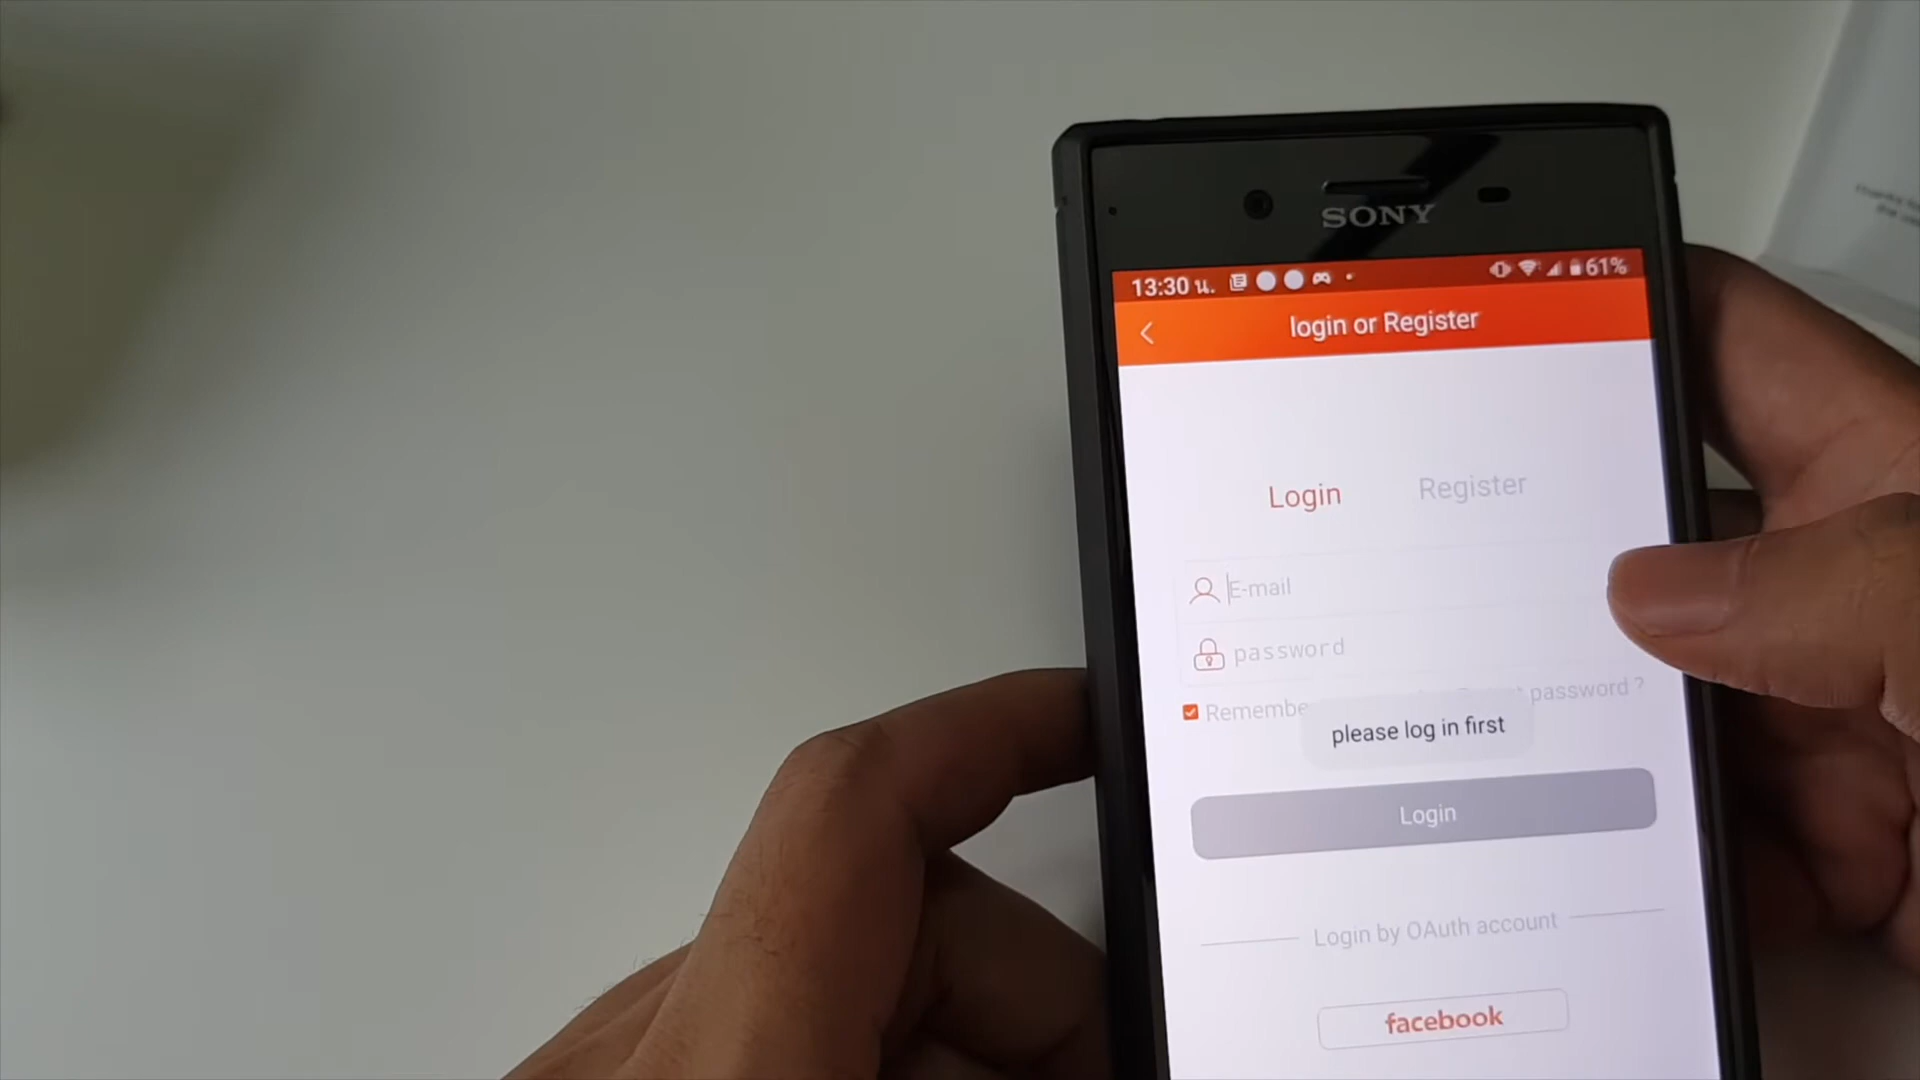 SONY
13:30 น. 61%
login or Register
Login Register
E-mail
password
Remembe password ?
please log in first
Login
Login by OAuth account
facebook